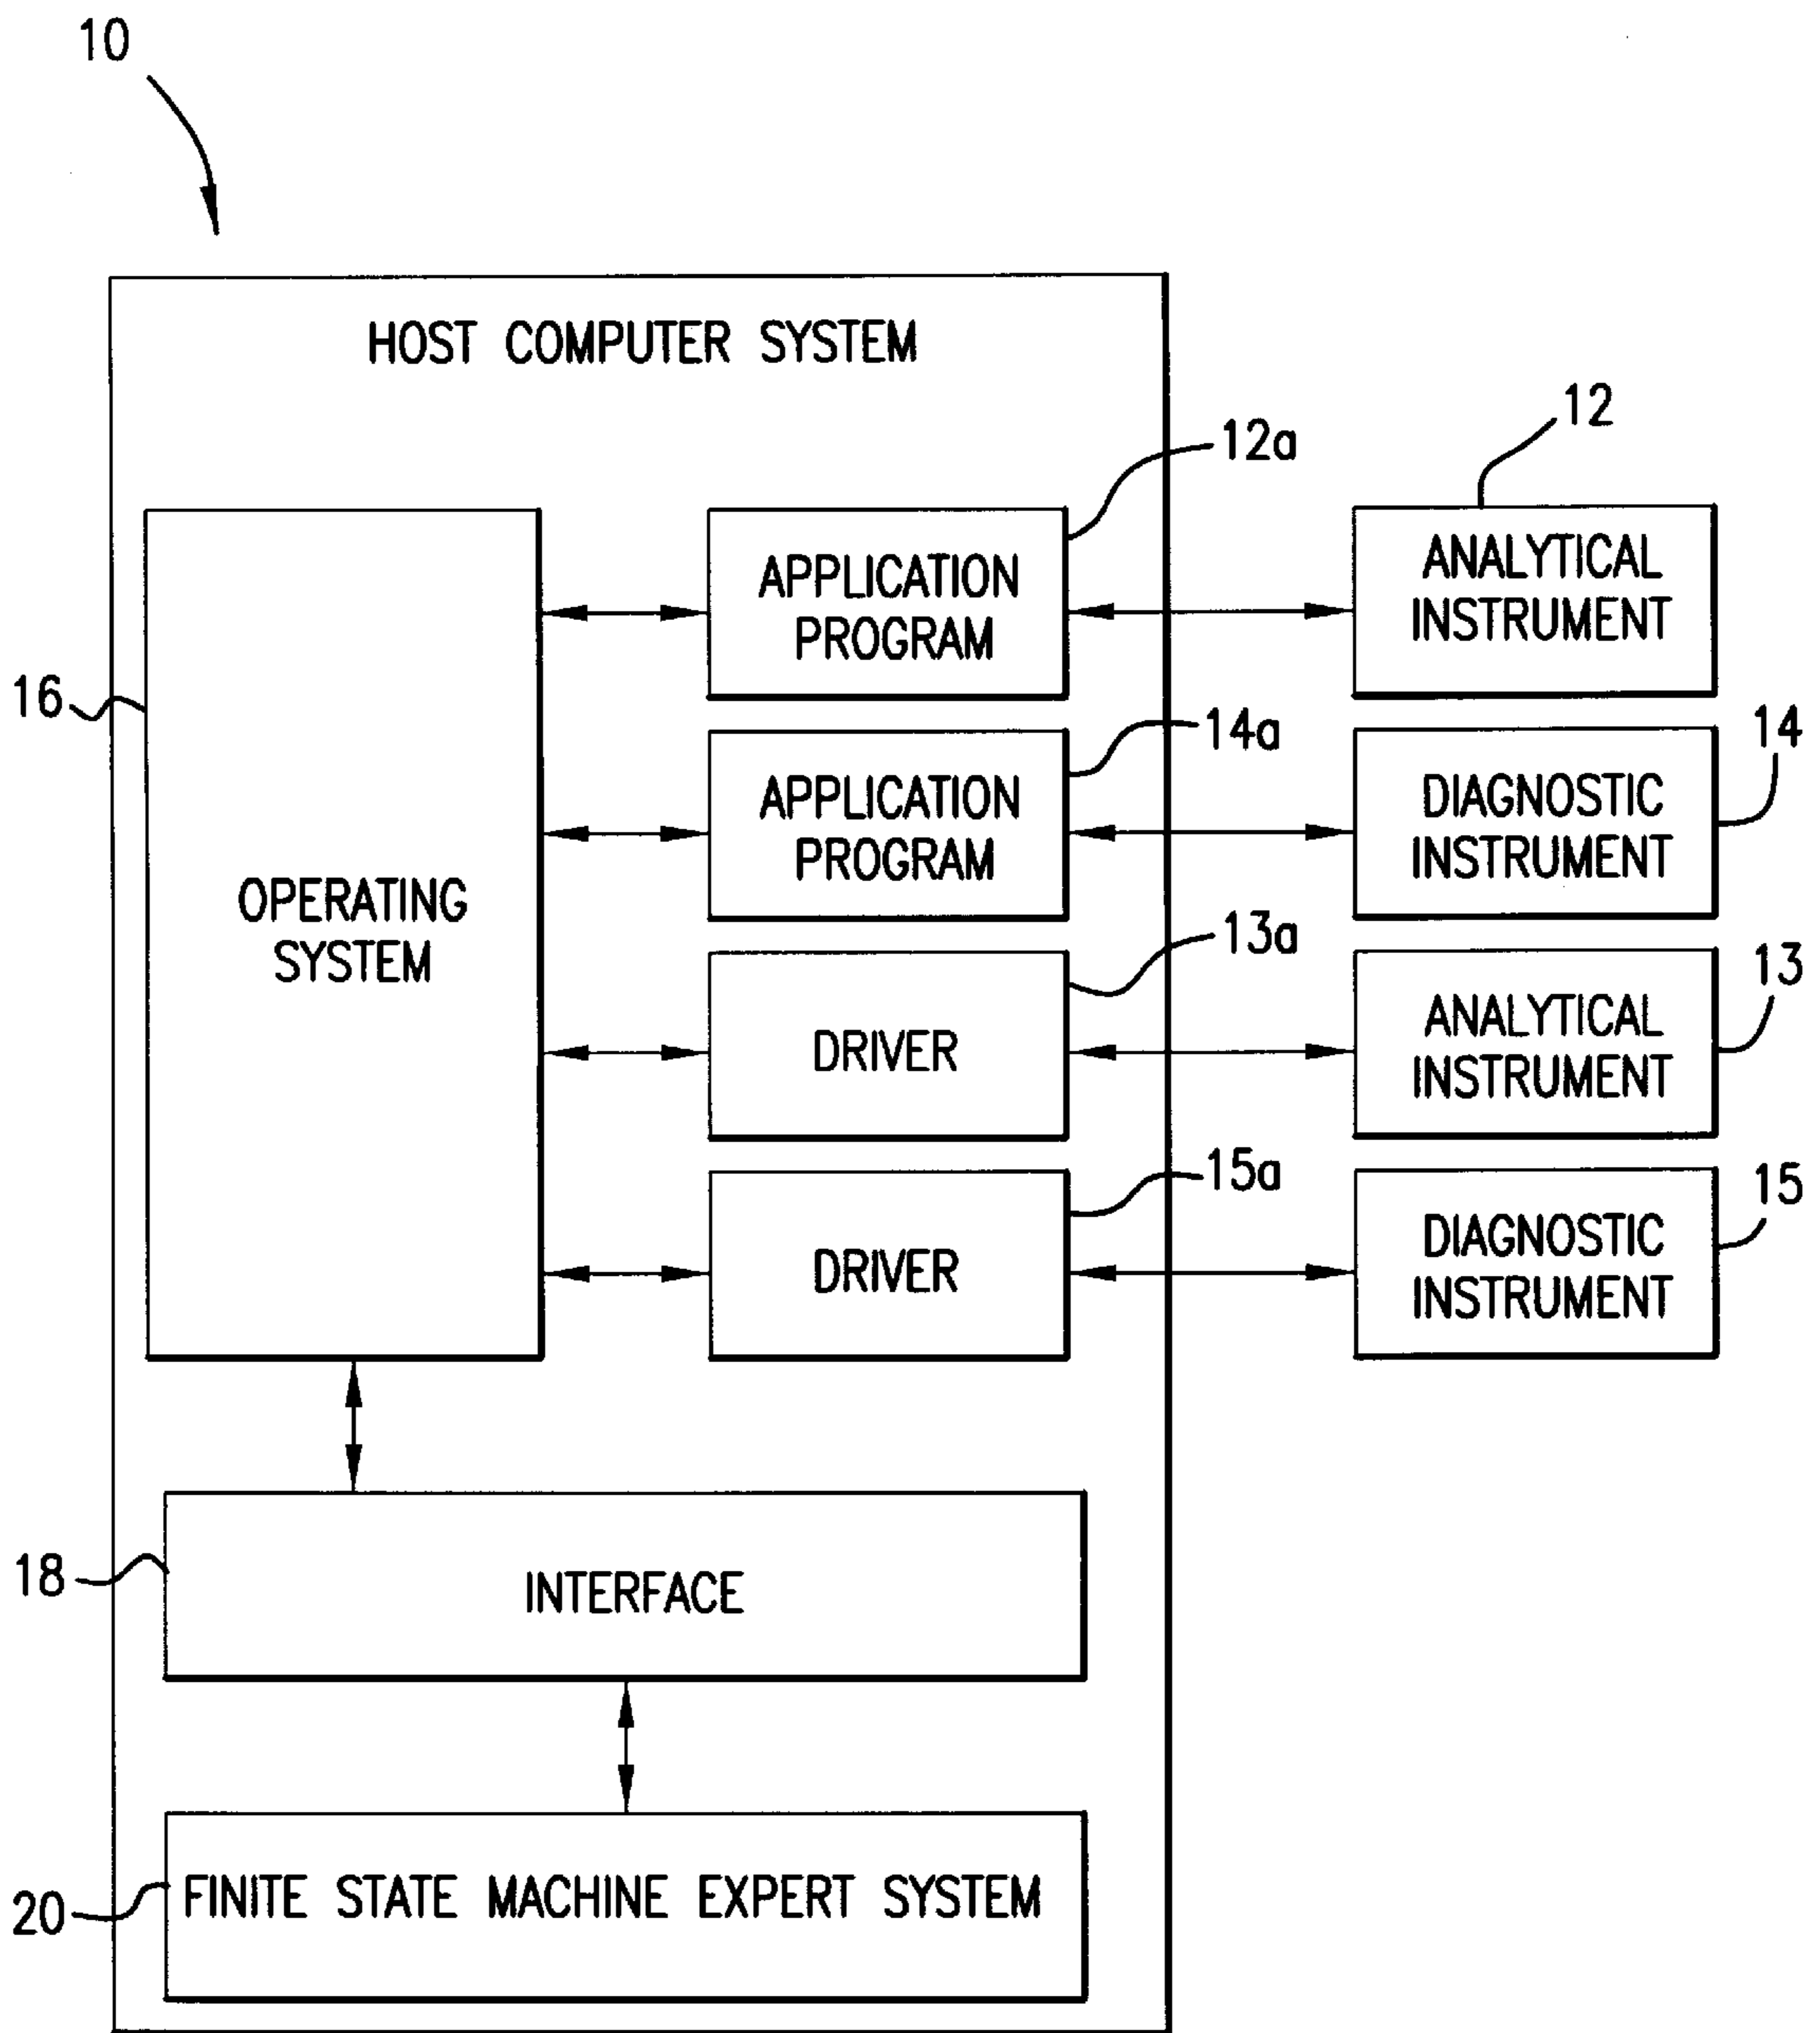 10
HOST COMPUTER SYSTEM
12
12a
APPLICATION
PROGRAM
ANALYTICAL
INSTRUMENT
16
14a
14
APPLICATION
PROGRAM
DIAGNOSTIC
INSTRUMENT
OPERATING
SYSTEM
13a
13
DRIVER
ANALYTICAL
INSTRUMENT
15a
15
DRIVER
DIAGNOSTIC
INSTRUMENT
18
INTERFACE
20
FINITE STATE MACHINE EXPERT SYSTEM